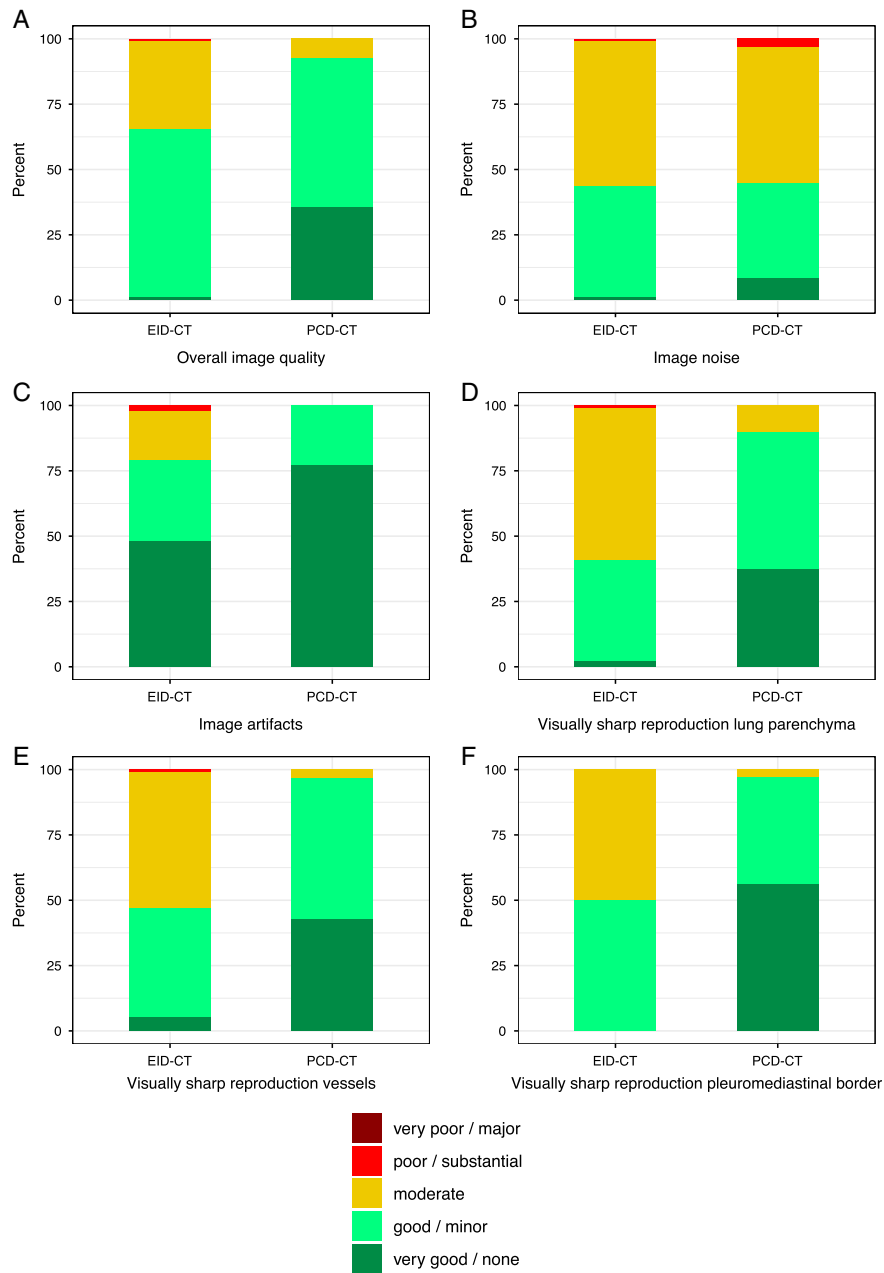 A
Percent
100
75
50
25
0
EID-CT PCD-CT
Overall image quality
B
Percent
100
75
50
25
0
EID-CT PCD-CT
Image noise
C
Percent
100
75
50
25
0
EID-CT PCD-CT
Image artifacts
D
Percent
100
75
50
25
0
EID-CT PCD-CT
Visually sharp reproduction lung parenchyma
E
Percent
100
75
50
25
0
EID-CT PCD-CT
Visually sharp reproduction vessels
F
Percent
100
75
50
25
0
EID-CT PCD-CT
Visually sharp reproduction pleuromediastinal border
very poor / major
poor / substantial
moderate
good / minor
very good / none